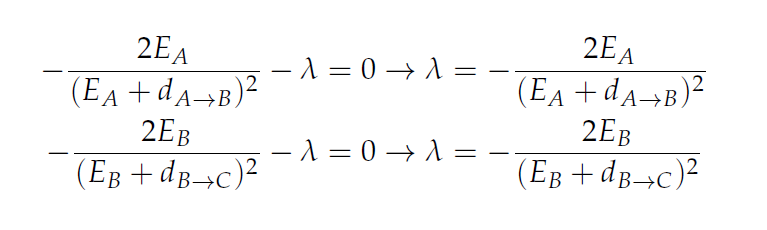 $-\frac{2E_A}{(E_A + d_{A \to B})^2} - \lambda = 0 \to \lambda = -\frac{2E_A}{(E_A + d_{A \to B})^2}$
$-\frac{2E_B}{(E_B + d_{B \to C})^2} - \lambda = 0 \to \lambda = -\frac{2E_B}{(E_B + d_{B \to C})^2}$